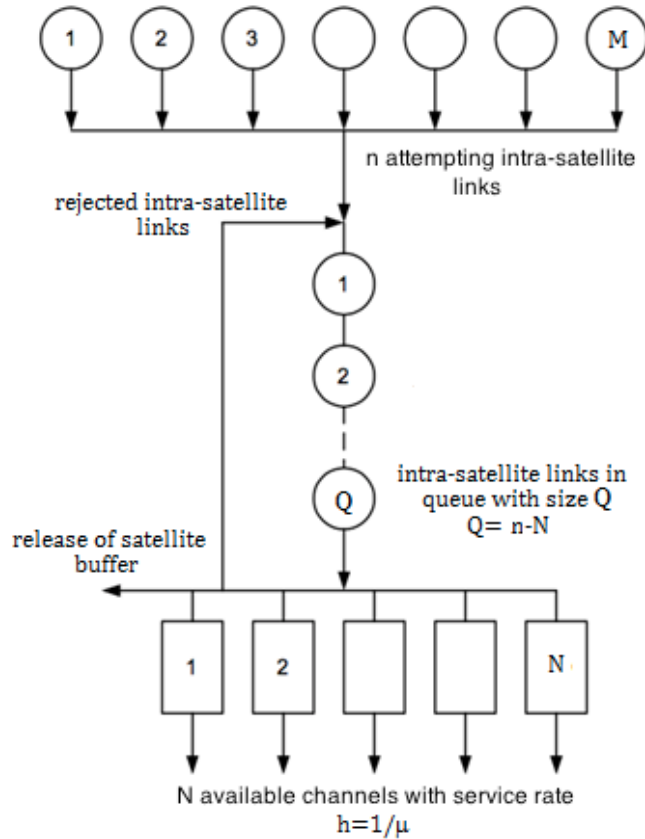 1 2 3 M
n attempting intra-satellite
links
rejected intra-satellite
links
1
2
Q
intra-satellite links in
queue with size Q
Q= n-N
release of satellite
buffer
1 2 N
N available channels with service rate
h=1/μ